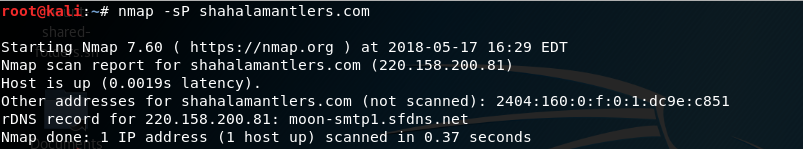 root@kali:~# nmap -sP shahalamantlers.com
Starting Nmap 7.60 ( https://nmap.org ) at 2018-05-17 16:29 EDT
Nmap scan report for shahalamantlers.com (220.158.200.81)
Host is up (0.0019s latency).
Other addresses for shahalamantlers.com (not scanned): 2404:160:0:f:0:1:dc9e:c851
rDNS record for 220.158.200.81: moon-smtp1.sfdns.net
Nmap done: 1 IP address (1 host up) scanned in 0.37 seconds
Documents